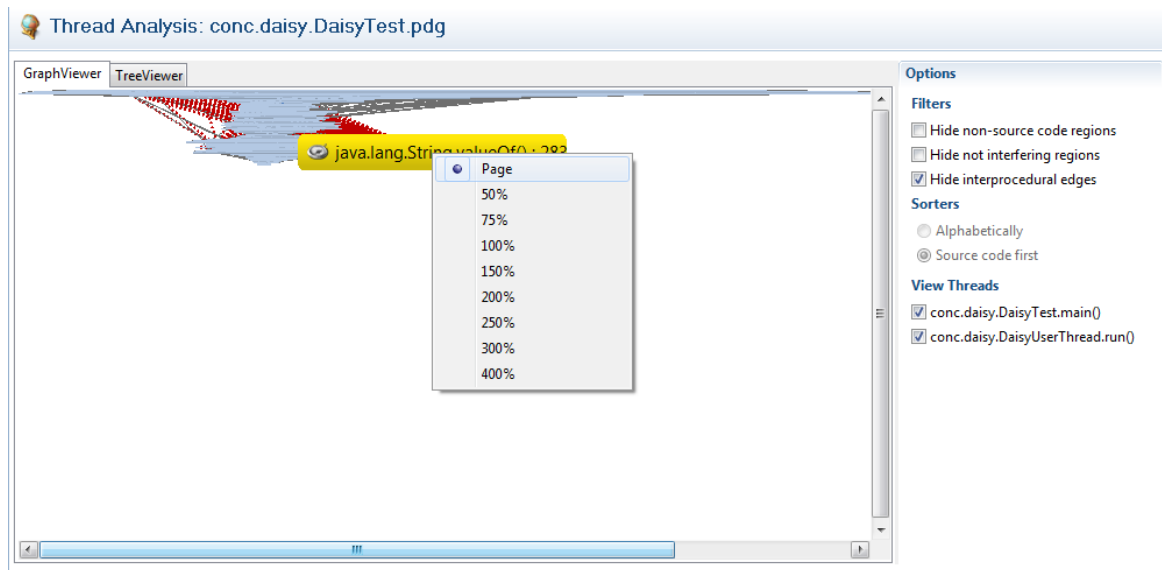 Thread Analysis: conc.daisy.DaisyTest.pdg
GraphViewer
TreeViewer
java.lang.String.valueOf() : 283
Page
50%
75%
100%
150%
200%
250%
300%
400%
Options
Filters
Hide non-source code regions
Hide not interfering regions
Hide interprocedural edges
Sorters
Alphabetically
Source code first
View Threads
conc.daisy.DaisyTest.main()
conc.daisy.DaisyUserThread.run()